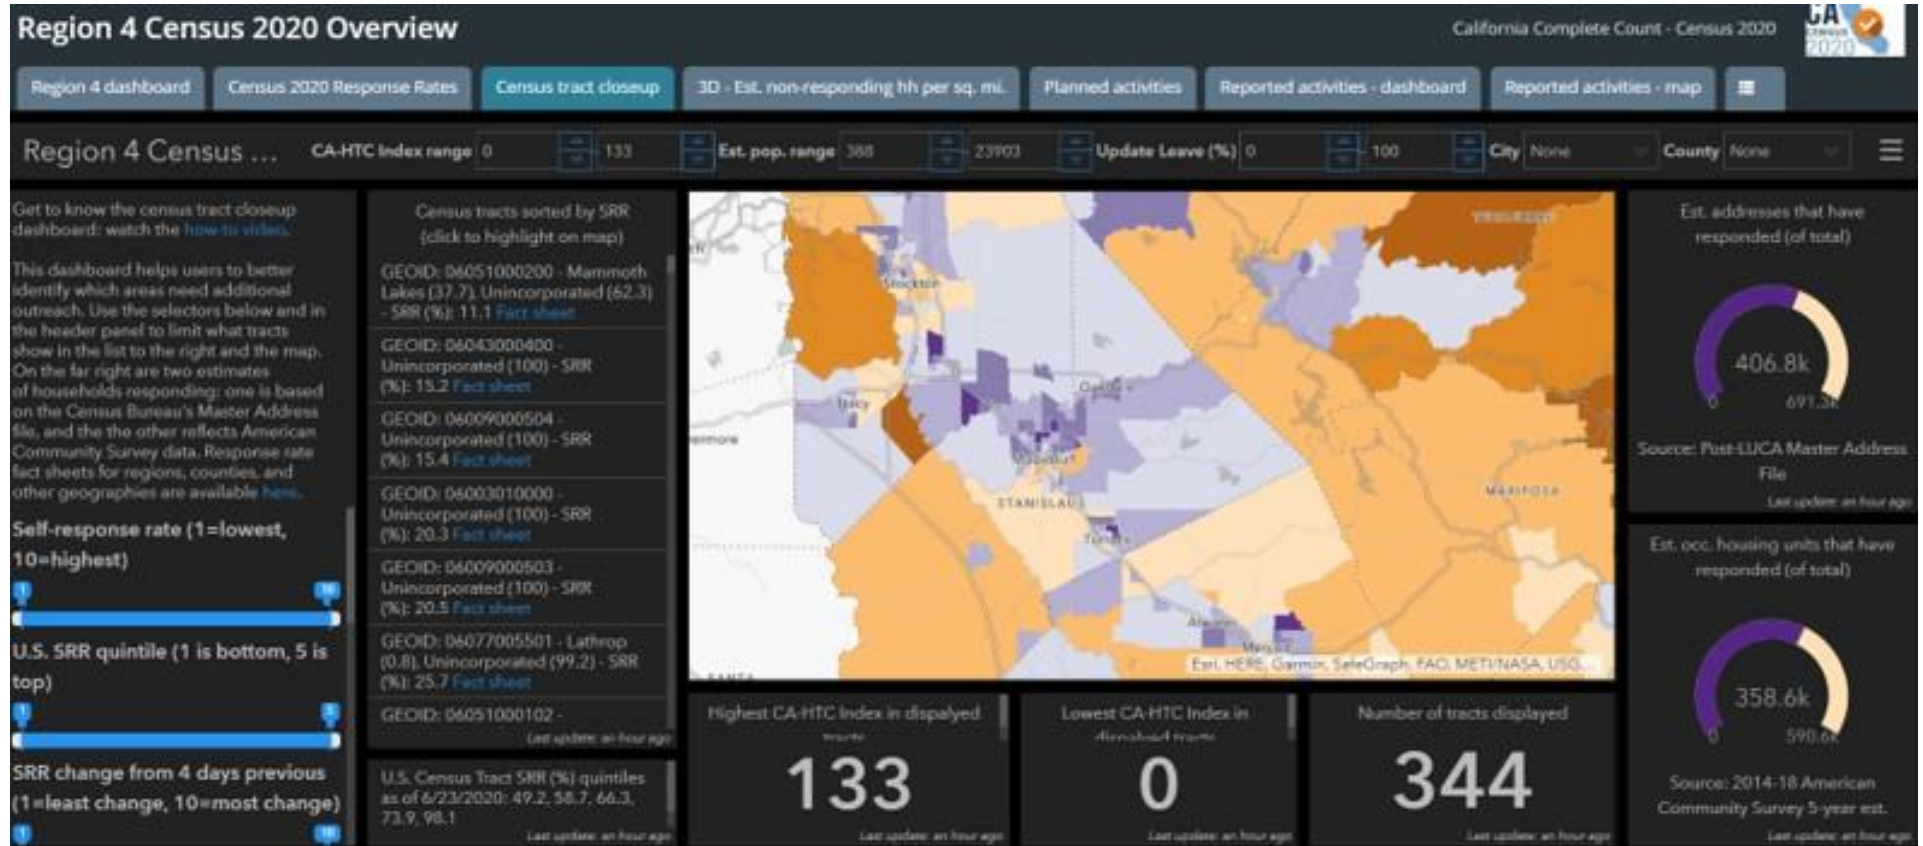 Region 4 Census 2020 Overview
California Complete Count - Census 2020
CA
CENSUS
2020
Region 4 dashboard
Census 2020 Response Rates
Census tract closeup
3D - Est. non-responding hh per sq. mi.
Planned activities
Reported activities - dashboard
Reported activities - map
Region 4 Census ...
CA-HTC Index range 0 - 133
Est. pop. range 388 - 23903
Update Leave (%) 0 - 100
City None
County None
Get to know the census tract closeup
dashboard: watch the how-to video.
This dashboard helps users to better
identify which areas need additional
outreach. Use the selectors below and in
the header panel to limit what tracts
show in the list to the right and the map.
On the far right are two estimates
of households responding: one is based
on the Census Bureau's Master Address
file, and the the other reflects American
Community Survey data. Response rate
fact sheets for regions, counties, and
other geographies are available here.
Self-response rate (1=lowest,
10=highest)
1 10
U.S. SRR quintile (1 is bottom, 5 is
top)
1 5
SRR change from 4 days previous
(1=least change, 10=most change)
1 10
Census tracts sorted by SRR
(click to highlight on map)
GEOID: 06051000200 - Mammoth
Lakes (37.7), Unincorporated (62.3)
- SRR (%): 11.1 Fact sheet
GEOID: 06043000400 -
Unincorporated (100) - SRR
(%): 15.2 Fact sheet
GEOID: 06009000504 -
Unincorporated (100) - SRR
(%): 15.4 Fact sheet
GEOID: 06003010000 -
Unincorporated (100) - SRR
(%): 20.3 Fact sheet
GEOID: 06009000503 -
Unincorporated (100) - SRR
(%): 20.5 Fact sheet
GEOID: 06077005501 - Lathrop
(0.8), Unincorporated (99.2) - SRR
(%): 25.7 Fact sheet
GEOID: 06051000102 -
Last update: an hour ago
U.S. Census Tract SRR (%) quintiles
as of 6/23/2020: 49.2, 58.7, 66.3,
73.9, 98.1
Last update: an hour ago
Stockton
Tracy
ermore
Oakdale
Modesto
STANISLAUS
Turlock
TUOLUMNE
MARIPOSA
Atwater
Merced
SANTA
Esri, HERE, Garmin, SafeGraph, FAO, METI/NASA, USG...
Highest CA-HTC Index in dispalyed
tracts
133
Last update: an hour ago
Lowest CA-HTC Index in
dispalyed tracts
0
Last update: an hour ago
Number of tracts displayed
344
Last update: an hour ago
Est. addresses that have
responded (of total)
406.8k
0 691.3k
Source: Post-LUCA Master Address
File
Last update: an hour ago
Est. occ. housing units that have
responded (of total)
358.6k
0 590.6k
Source: 2014-18 American
Community Survey 5-year est.
Last update: an hour ago